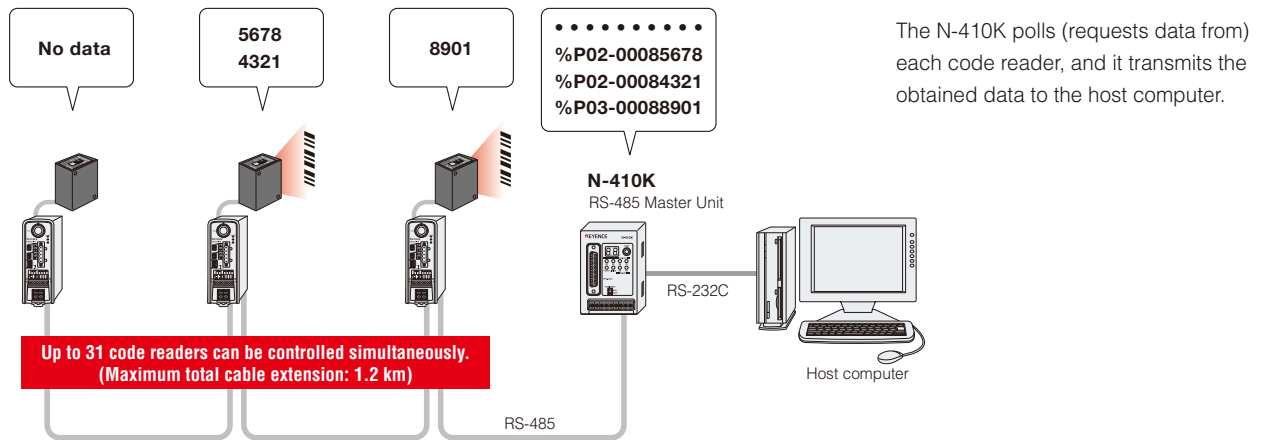 No data
5678
4321
8901
• • • • • • • • •
%P02-00085678
%P02-00084321
%P03-00088901
The N-410K polls (requests data from)
each code reader, and it transmits the
obtained data to the host computer.
N-410K
RS-485 Master Unit
KEYENCE
N-410K
RS-232C
Up to 31 code readers can be controlled simultaneously.
(Maximum total cable extension: 1.2 km)
Host computer
RS-485